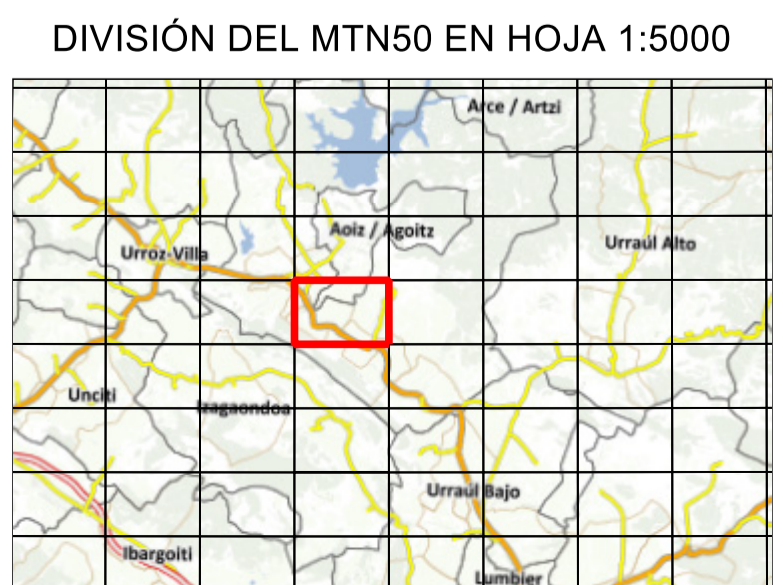 DIVISIÓN DEL MTN50 EN HOJA 1:5000
Arce / Artzi
Aoiz / Agoitz
Urraúl Alto
Urroz-Villa
Unciti
Izagaondoa
Urraúl Bajo
Ibargoiti
Lumbier